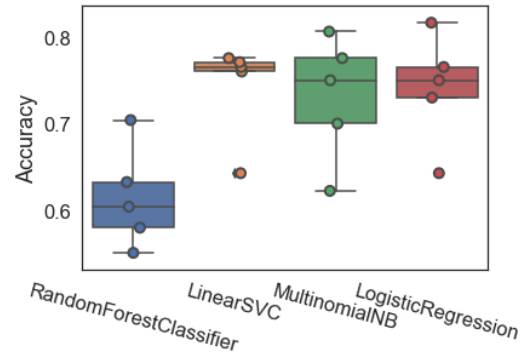 Accuracy
0.8
0.7
0.6
RandomForestClassifier
LinearSVC
MultinomialNB
LogisticRegression